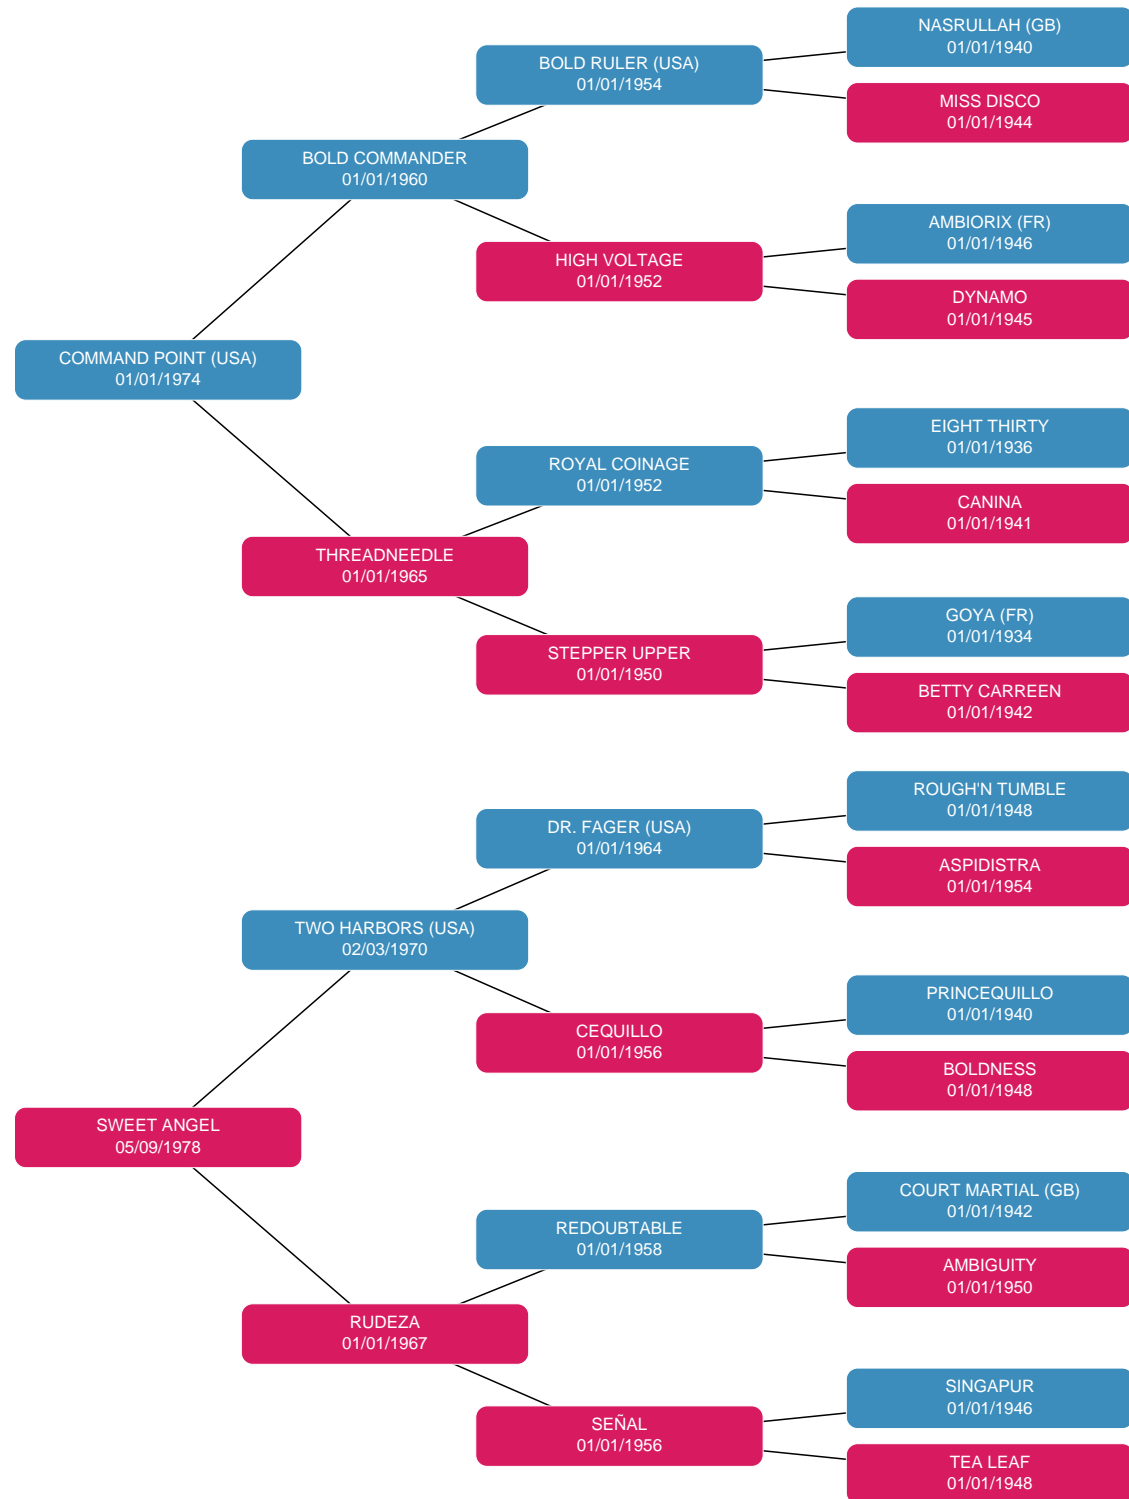 NASRULLAH (GB)
01/01/1940
BOLD RULER (USA)
01/01/1954
MISS DISCO
01/01/1944
BOLD COMMANDER
01/01/1960
AMBIORIX (FR)
01/01/1946
HIGH VOLTAGE
01/01/1952
DYNAMO
01/01/1945
COMMAND POINT (USA)
01/01/1974
EIGHT THIRTY
01/01/1936
ROYAL COINAGE
01/01/1952
CANINA
01/01/1941
THREADNEEDLE
01/01/1965
GOYA (FR)
01/01/1934
STEPPER UPPER
01/01/1950
BETTY CARREEN
01/01/1942
ROUGH'N TUMBLE
01/01/1948
DR. FAGER (USA)
01/01/1964
ASPIDISTRA
01/01/1954
TWO HARBORS (USA)
02/03/1970
PRINCEQUILLO
01/01/1940
CEQUILLO
01/01/1956
BOLDNESS
01/01/1948
SWEET ANGEL
05/09/1978
COURT MARTIAL (GB)
01/01/1942
REDOUBTABLE
01/01/1958
AMBIGUITY
01/01/1950
RUDEZA
01/01/1967
SINGAPUR
01/01/1946
SEÑAL
01/01/1956
TEA LEAF
01/01/1948